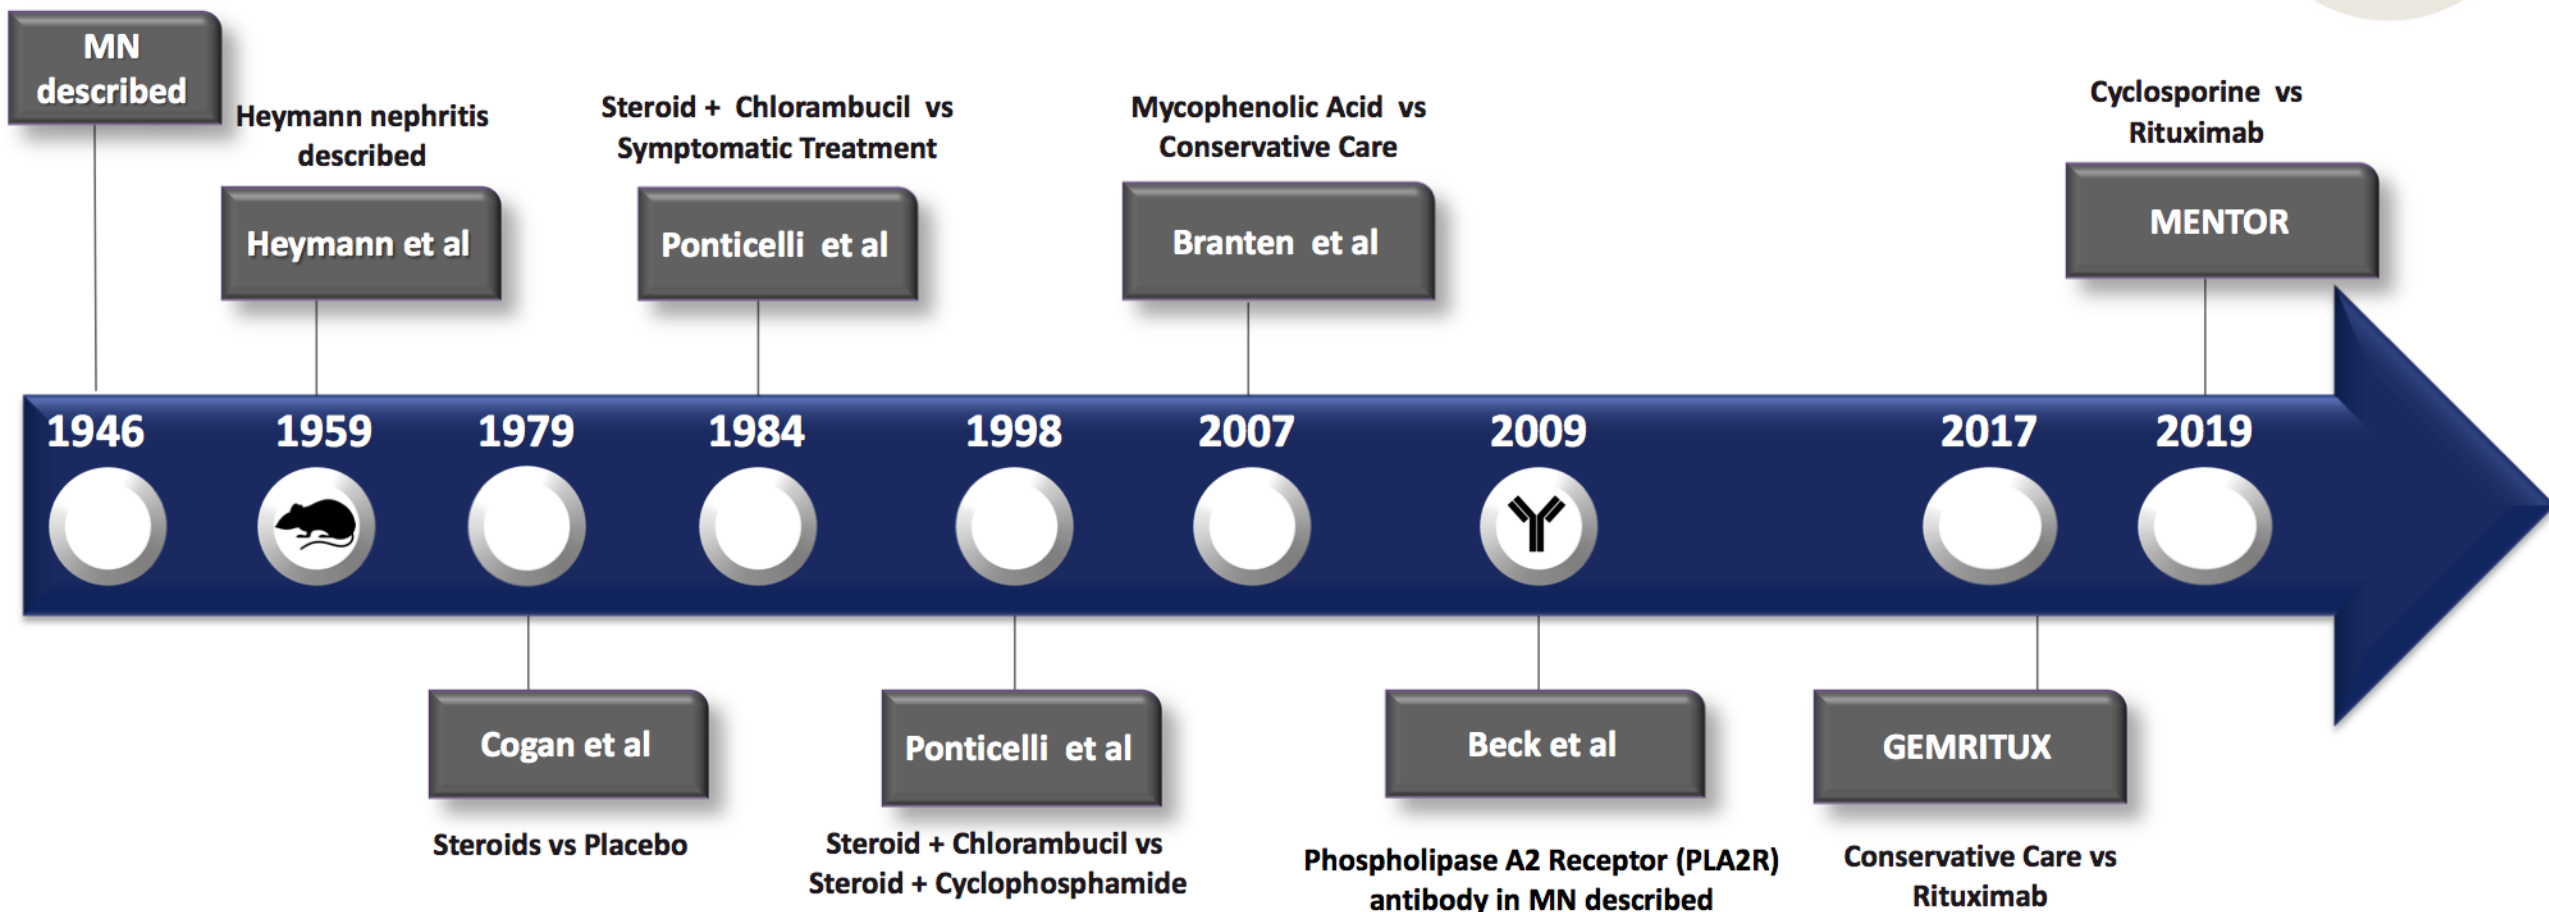 MN
described
Heymann nephritis
described
Heymann et al
Steroid + Chlorambucil vs
Symptomatic Treatment
Ponticelli et al
Mycophenolic Acid vs
Conservative Care
Branten et al
Cyclosporine vs
Rituximab
MENTOR
1946 1959 1979 1984 1998 2007 2009 2017 2019
Cogan et al
Steroids vs Placebo
Ponticelli et al
Steroid + Chlorambucil vs
Steroid + Cyclophosphamide
Beck et al
Phospholipase A2 Receptor (PLA2R)
antibody in MN described
GEMRITUX
Conservative Care vs
Rituximab